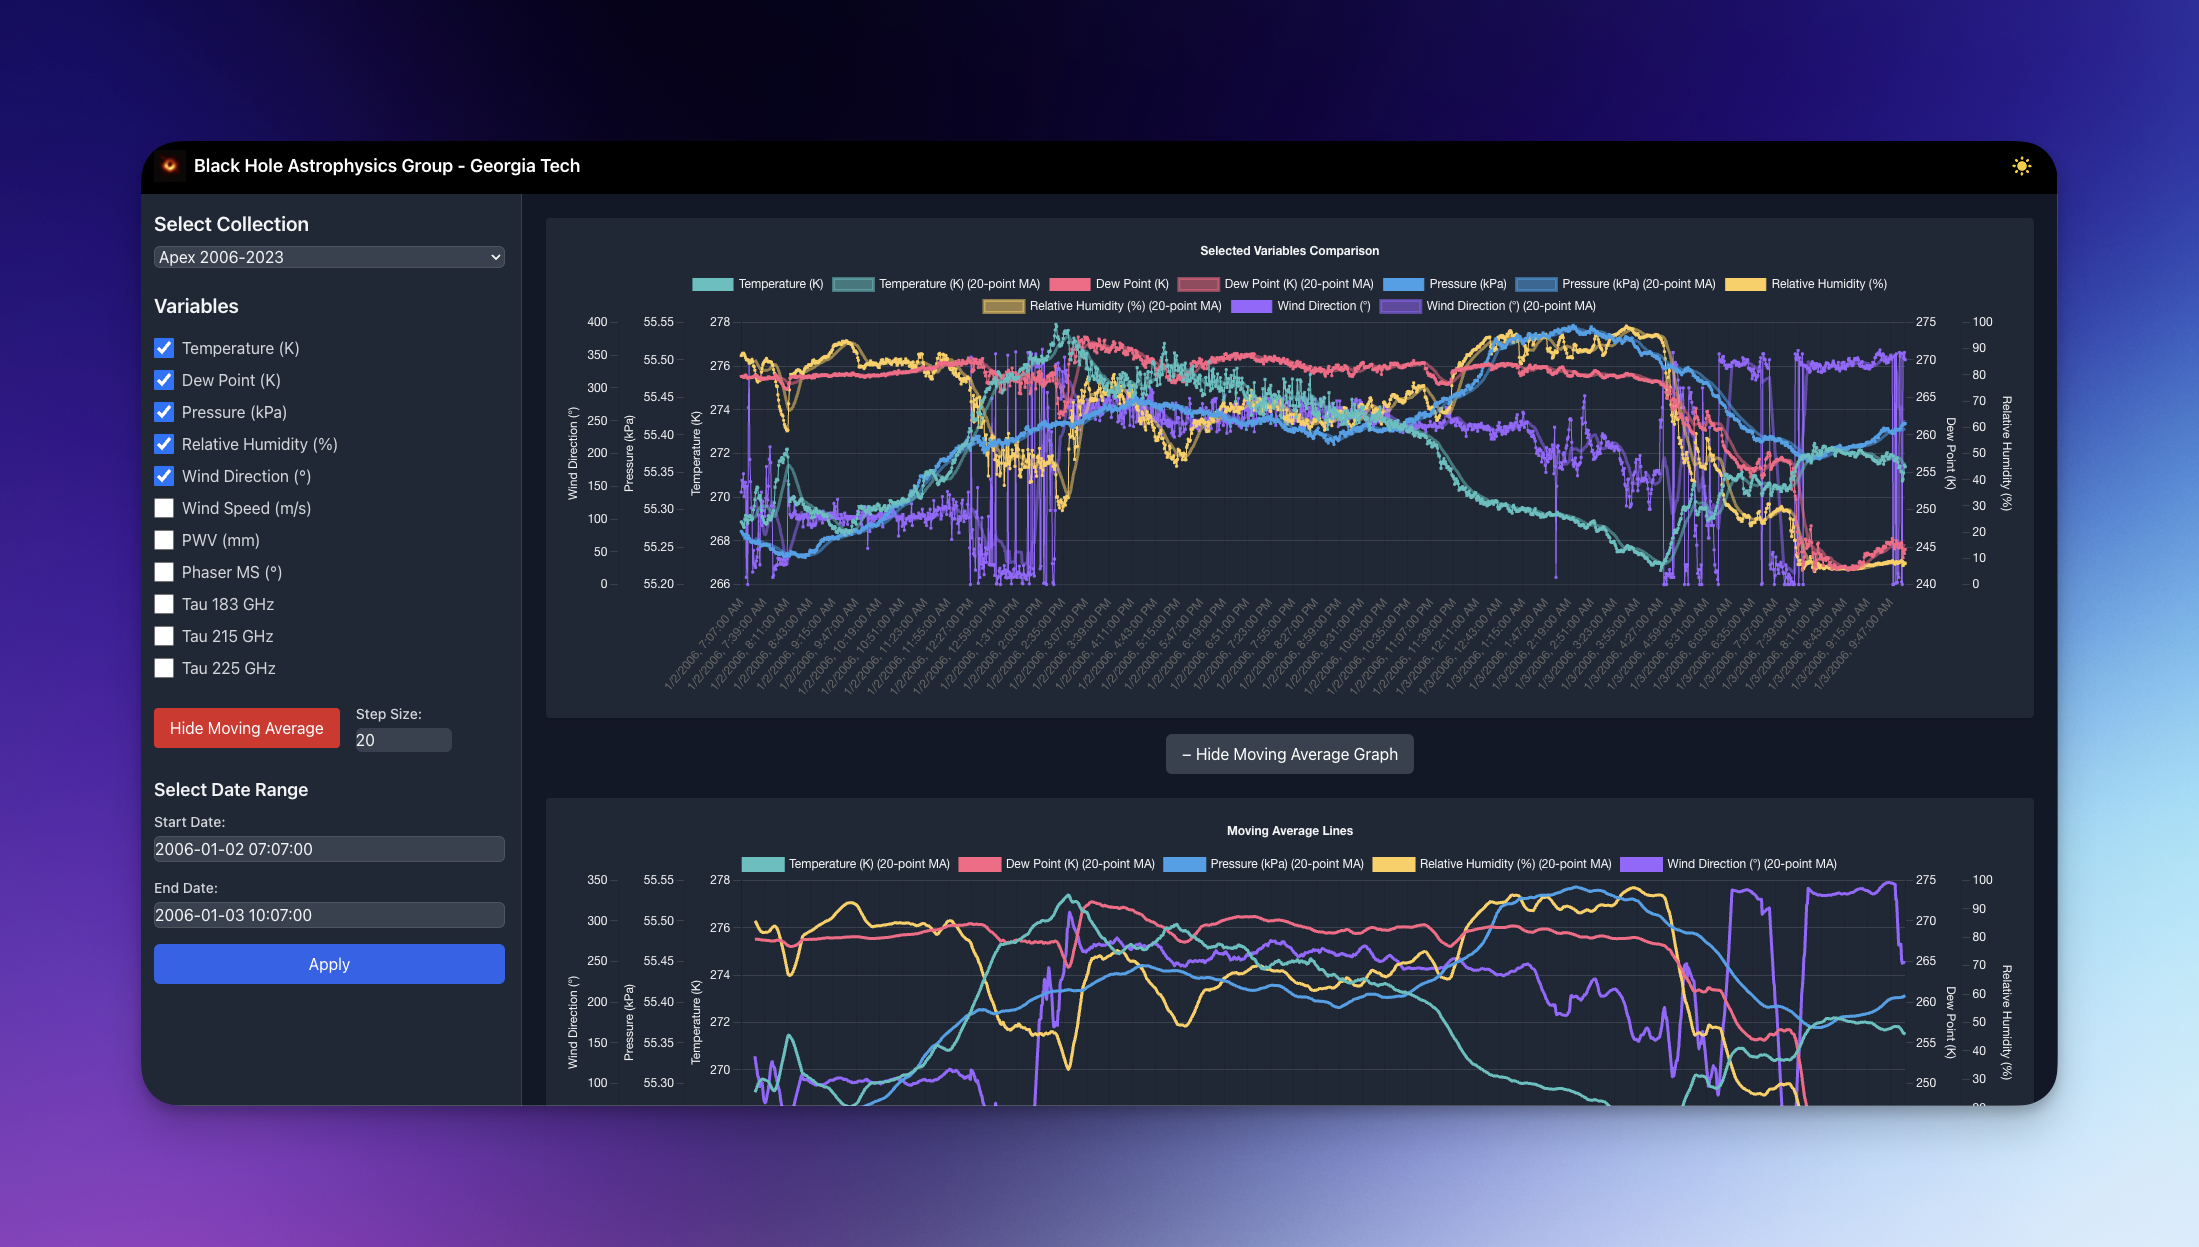 Black Hole Astrophysics Group - Georgia Tech
Select Collection
Apex 2006-2023
Variables
Temperature (K)
Dew Point (K)
Pressure (kPa)
Relative Humidity (%)
Wind Direction (°)
Wind Speed (m/s)
PWV (mm)
Phaser MS (°)
Tau 183 GHz
Tau 215 GHz
Tau 225 GHz
Hide Moving Average
Step Size:
20
Select Date Range
Start Date:
2006-01-02 07:07:00
End Date:
2006-01-03 10:07:00
Apply
Selected Variables Comparison
Temperature (K) Temperature (K) (20-point MA) Dew Point (K) Dew Point (K) (20-point MA) Pressure (kPa) Pressure (kPa) (20-point MA) Relative Humidity (%)
Relative Humidity (%) (20-point MA) Wind Direction (°) Wind Direction (°) (20-point MA)
Wind Direction (°)
400
350
300
250
200
150
100
50
0
Pressure (kPa)
55.55
55.50
55.45
55.40
55.35
55.30
55.25
55.20
Temperature (K)
278
276
274
272
270
268
266
275
270
265
260
255
250
245
240
Dew Point (K)
100
90
80
70
60
50
40
30
20
10
0
Relative Humidity (%)
1/2/2006, 7:07:00 AM
1/2/2006, 7:39:00 AM
1/2/2006, 8:11:00 AM
1/2/2006, 8:43:00 AM
1/2/2006, 9:15:00 AM
1/2/2006, 9:47:00 AM
1/2/2006, 10:19:00 AM
1/2/2006, 10:51:00 AM
1/2/2006, 11:23:00 AM
1/2/2006, 11:55:00 AM
1/2/2006, 12:27:00 PM
1/2/2006, 12:59:00 PM
1/2/2006, 1:31:00 PM
1/2/2006, 2:03:00 PM
1/2/2006, 2:35:00 PM
1/2/2006, 3:07:00 PM
1/2/2006, 3:39:00 PM
1/2/2006, 4:11:00 PM
1/2/2006, 4:43:00 PM
1/2/2006, 5:15:00 PM
1/2/2006, 5:47:00 PM
1/2/2006, 6:19:00 PM
1/2/2006, 6:51:00 PM
1/2/2006, 7:23:00 PM
1/2/2006, 7:55:00 PM
1/2/2006, 8:27:00 PM
1/2/2006, 8:59:00 PM
1/2/2006, 9:31:00 PM
1/2/2006, 10:03:00 PM
1/2/2006, 10:35:00 PM
1/2/2006, 11:07:00 PM
1/2/2006, 11:39:00 PM
1/3/2006, 12:11:00 AM
1/3/2006, 12:43:00 AM
1/3/2006, 1:15:00 AM
1/3/2006, 1:47:00 AM
1/3/2006, 2:19:00 AM
1/3/2006, 2:51:00 AM
1/3/2006, 3:23:00 AM
1/3/2006, 3:55:00 AM
1/3/2006, 4:27:00 AM
1/3/2006, 4:59:00 AM
1/3/2006, 5:31:00 AM
1/3/2006, 6:03:00 AM
1/3/2006, 6:35:00 AM
1/3/2006, 7:07:00 AM
1/3/2006, 7:39:00 AM
1/3/2006, 8:11:00 AM
1/3/2006, 8:43:00 AM
1/3/2006, 9:15:00 AM
1/3/2006, 9:47:00 AM
– Hide Moving Average Graph
Moving Average Lines
Temperature (K) (20-point MA) Dew Point (K) (20-point MA) Pressure (kPa) (20-point MA) Relative Humidity (%) (20-point MA) Wind Direction (°) (20-point MA)
Wind Direction (°)
350
300
250
200
150
100
Pressure (kPa)
55.55
55.50
55.45
55.40
55.35
55.30
Temperature (K)
278
276
274
272
270
275
270
265
260
255
250
Dew Point (K)
100
90
80
70
60
50
40
30
20
Relative Humidity (%)